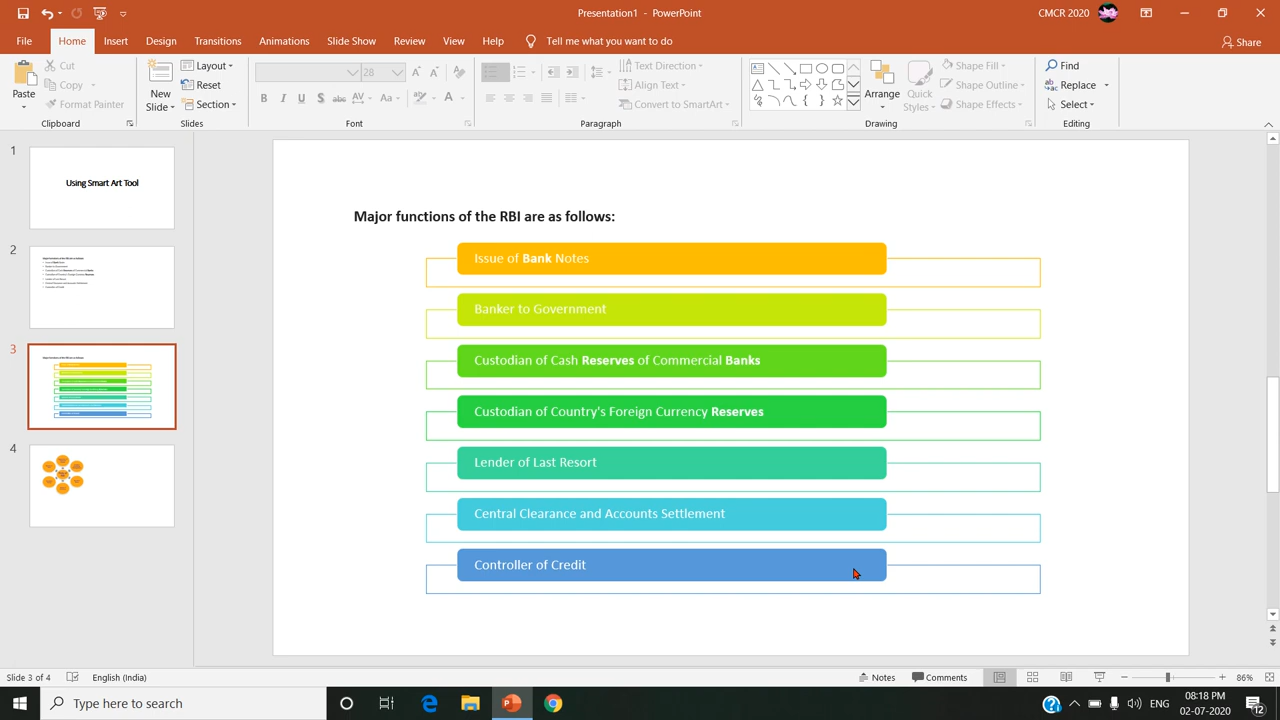 Presentation1 - PowerPoint
CMCR 2020
File Home Insert Design Transitions Animations Slide Show Review View Help Tell me what you want to do
Share
Paste
Cut
Copy
Format Painter
Clipboard
New Slide
Layout
Reset
Section
Slides
28
Font
Text Direction
Align Text
Convert to SmartArt
Paragraph
Arrange
Quick Styles
Shape Fill
Shape Outline
Shape Effects
Drawing
Find
Replace
Select
Editing
1
Using Smart Art Tool
2
3
4
Major functions of the RBI are as follows:
Issue of Bank Notes
Banker to Government
Custodian of Cash Reserves of Commercial Banks
Custodian of Country's Foreign Currency Reserves
Lender of Last Resort
Central Clearance and Accounts Settlement
Controller of Credit
Slide 3 of 4
English (India)
Notes
Comments
86%
Type here to search
ENG
08:18 PM
02-07-2020
12